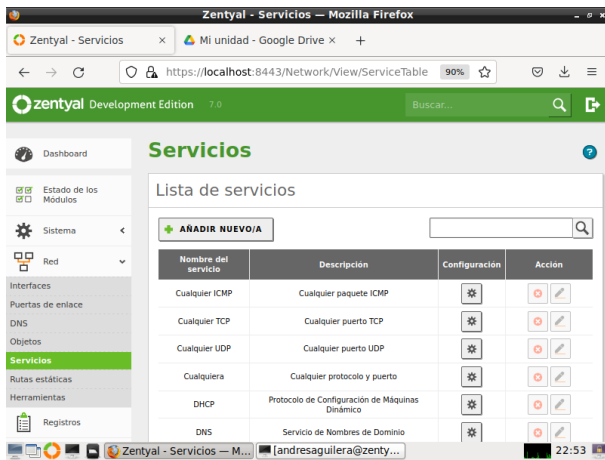 Zentyal - Servicios — Mozilla Firefox
Zentyal - Servicios × Mi unidad - Google Drive × +
https://localhost:8443/Network/View/ServiceTable 90%
zentyal Development Edition 7.0 Buscar...
Dashboard
Estado de los
Módulos
Sistema
Red
Interfaces
Puertas de enlace
DNS
Objetos
Servicios
Rutas estáticas
Herramientas
Registros
Servicios ?
Lista de servicios
+ AÑADIR NUEVO/A
Nombre del
servicio Descripción Configuración Acción
Cualquier ICMP Cualquier paquete ICMP
Cualquier TCP Cualquier puerto TCP
Cualquier UDP Cualquier puerto UDP
Cualquiera Cualquier protocolo y puerto
DHCP Protocolo de Configuración de Máquinas
Dinámico
DNS Servicio de Nombres de Dominio
Zentyal - Servicios — M... [andresaguilera@zenty... 22:53